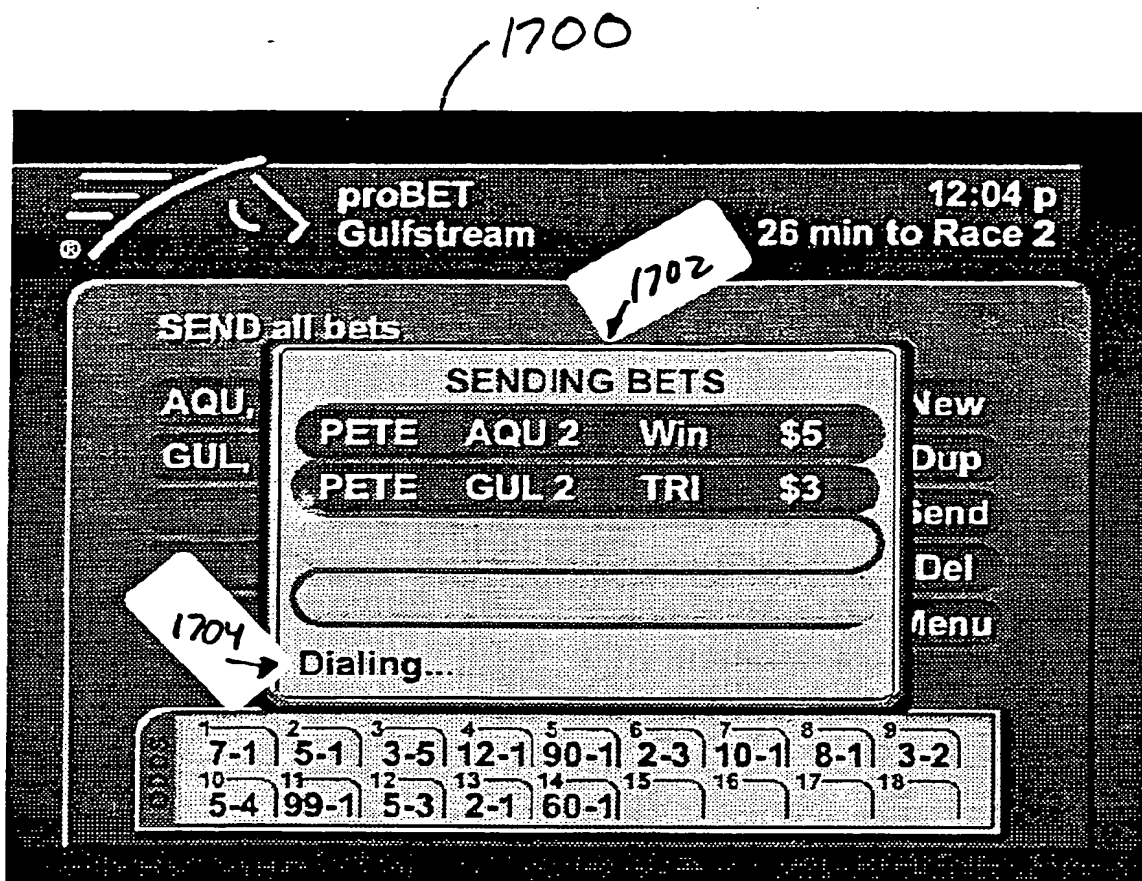 1700
proBET
12:04 p
Gulfstream
26 min to Race 2
®
1702
SEND all bets
SENDING BETS
AQU,
PETE AQU 2 Win $5
New
GUL,
PETE GUL 2 TRI $3
Dup
Send
Del
1704
Menu
Dialing...
ODDS
1 2 3 4 5 6 7 8 9
7-1 5-1 3-5 12-1 90-1 2-3 10-1 8-1 3-2
10 11 12 13 14 15 16 17 18
5-4 99-1 5-3 2-1 60-1